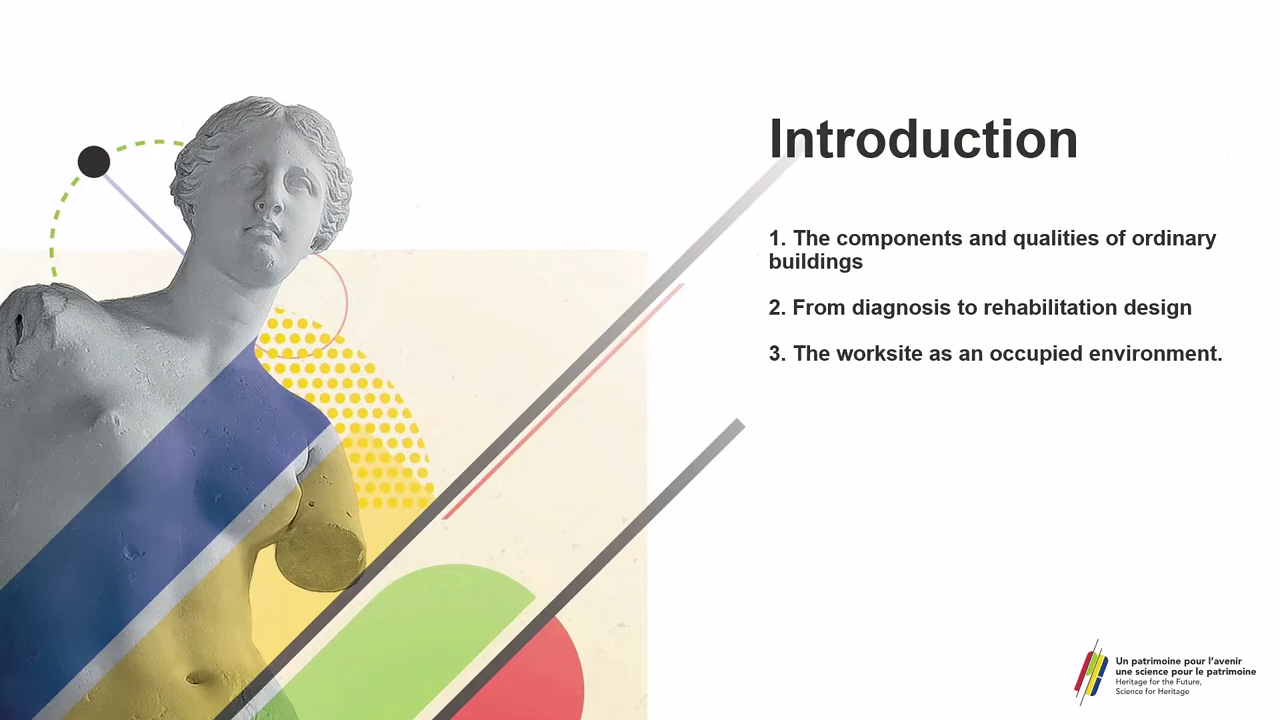 Introduction
1. The components and qualities of ordinary
buildings
2. From diagnosis to rehabilitation design
3. The worksite as an occupied environment.
Un patrimoine pour l'avenir
une science pour le patrimoine
Heritage for the Future,
Science for Heritage